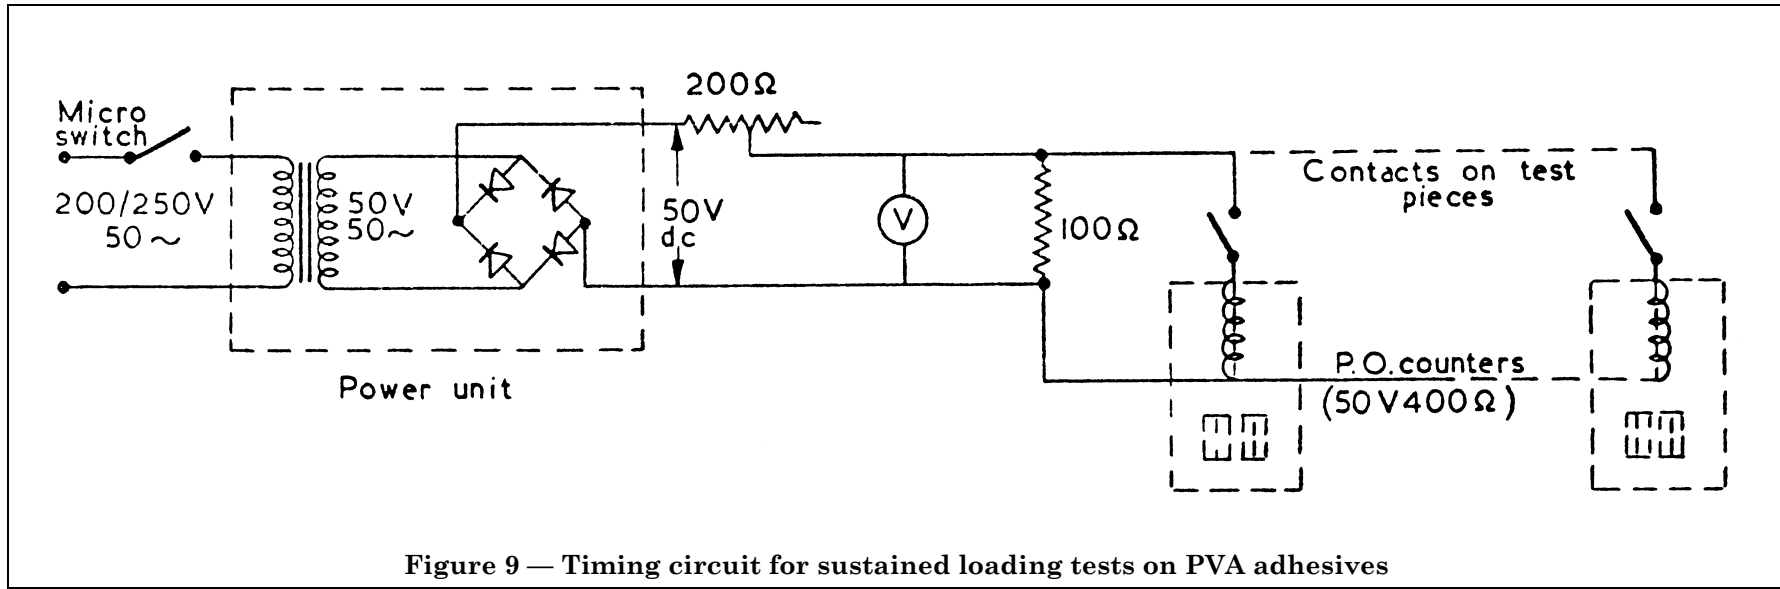 Micro
switch
200/250V
50 ~
50V
50~
Power unit
200Ω
50V
dc
V
100Ω
Contacts on test
pieces
P.O. counters
(50V400Ω)
Figure 9 — Timing circuit for sustained loading tests on PVA adhesives